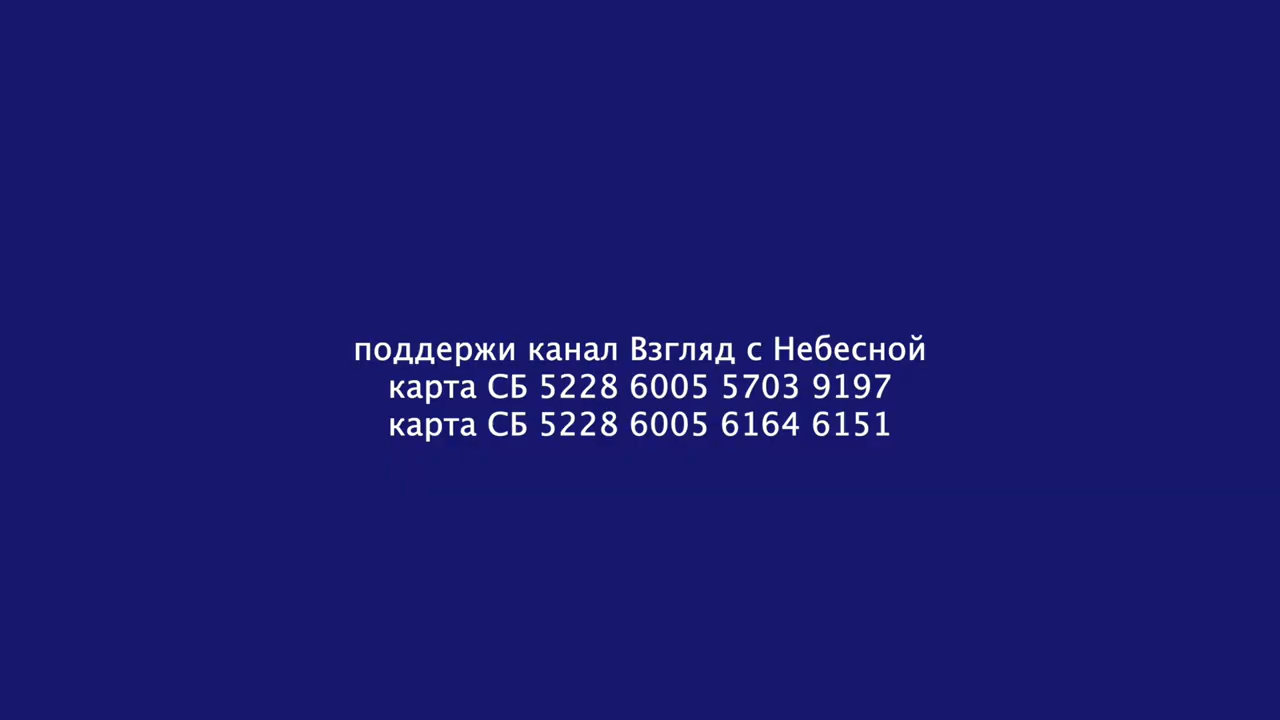 поддержи канал Взгляд с Небесной
карта СБ 5228 6005 5703 9197
карта СБ 5228 6005 6164 6151